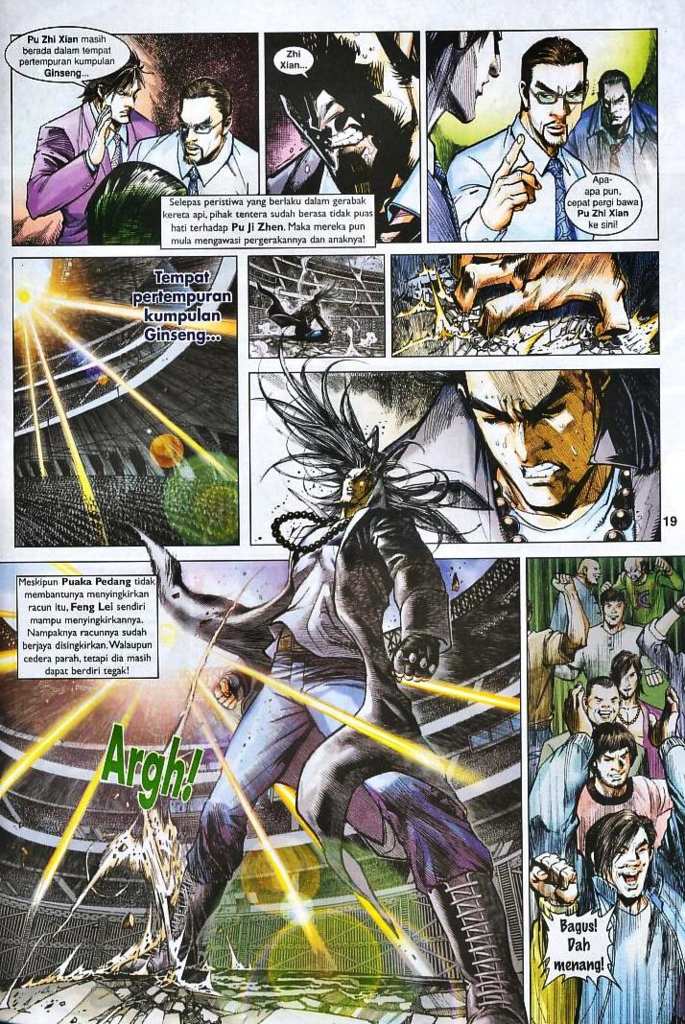 Pu Zhi Xian masih
berada dalam tempat
pertempuran kumpulan
Ginseng...
Selepas peristiwa yang berlaku dalam gerabak
kereta api, pihak tentera sudah berasa tidak puas
hati terhadap Pu Ji Zhen. Maka mereka pun
mula mengawasi pergerakannya dan anaknya!
Zhi
Xian...
Apa-
apa pun,
cepat pergi bawa
Pu Zhi Xian
ke sini!
Tempat
pertempuran
kumpulan
Ginseng...
19
Meskipun Puaka Pedang tidak
membantunya menyingkirkan
racun itu, Feng Lei sendiri
mampu menyingkirkannya.
Nampaknya racunnya sudah
berjaya disingkirkan. Walaupun
cedera parah, tetapi dia masih
dapat berdiri tegak!
Argh!
Bagus!
Dah
menang!